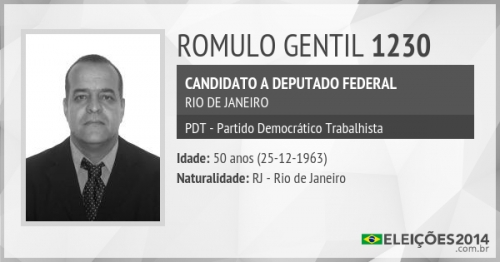 ROMULO GENTIL 1230
CANDIDATO A DEPUTADO FEDERAL
RIO DE JANEIRO
PDT - Partido Democrático Trabalhista
Idade: 50 anos (25-12-1963)
Naturalidade: RJ - Rio de Janeiro
ELEIÇÕES2014
.com.br